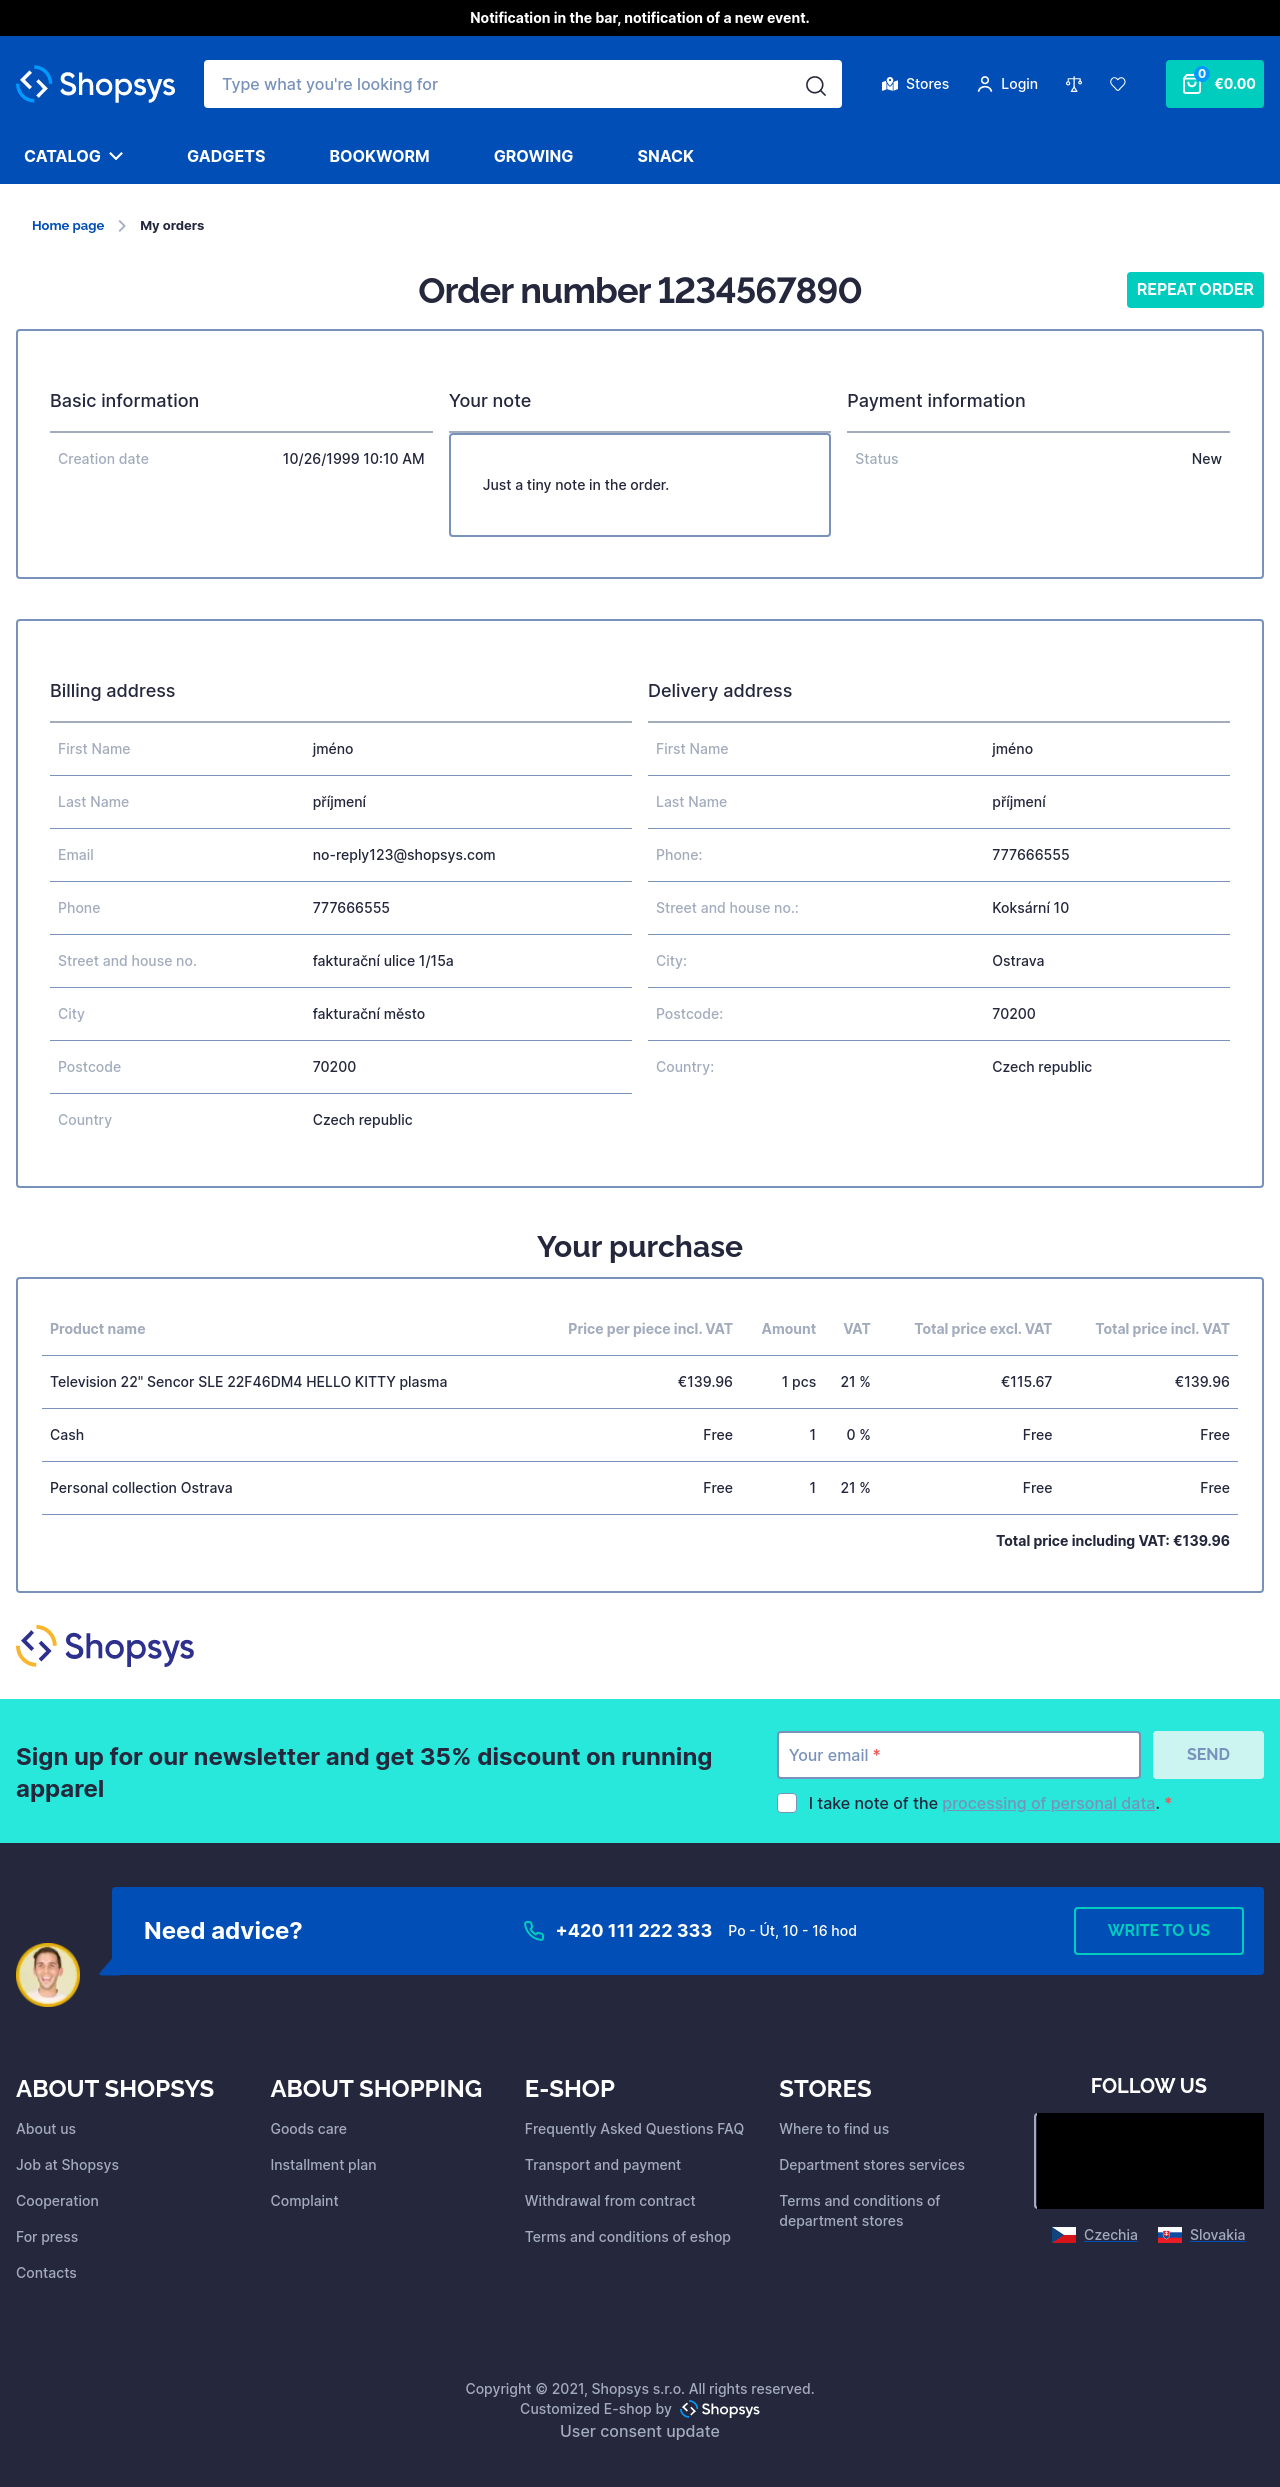 Notification in the bar, notification of a new event.
Shopsys
Type what you're looking for
Stores
Login
0
€0.00
CATALOG
GADGETS
BOOKWORM
GROWING
SNACK
Home page
My orders
Order number 1234567890
REPEAT ORDER
Basic information
Creation date 10/26/1999 10:10 AM
Your note
Just a tiny note in the order.
Payment information
Status New
Billing address
First Name jméno
Last Name příjmení
Email no-reply123@shopsys.com
Phone 777666555
Street and house no. fakturační ulice 1/15a
City fakturační město
Postcode 70200
Country Czech republic
Delivery address
First Name jméno
Last Name příjmení
Phone: 777666555
Street and house no.: Koksární 10
City: Ostrava
Postcode: 70200
Country: Czech republic
Your purchase
Product name Price per piece incl. VAT Amount VAT Total price excl. VAT Total price incl. VAT
Television 22" Sencor SLE 22F46DM4 HELLO KITTY plasma €139.96 1 pcs 21 % €115.67 €139.96
Cash Free 1 0 % Free Free
Personal collection Ostrava Free 1 21 % Free Free
Total price including VAT: €139.96
Shopsys
Sign up for our newsletter and get 35% discount on running
apparel
Your email *
SEND
I take note of the processing of personal data. *
Need advice?
+420 111 222 333
Po - Út, 10 - 16 hod
WRITE TO US
ABOUT SHOPSYS
About us
Job at Shopsys
Cooperation
For press
Contacts
ABOUT SHOPPING
Goods care
Installment plan
Complaint
E-SHOP
Frequently Asked Questions FAQ
Transport and payment
Withdrawal from contract
Terms and conditions of eshop
STORES
Where to find us
Department stores services
Terms and conditions of
department stores
FOLLOW US
Czechia
Slovakia
Copyright © 2021, Shopsys s.r.o. All rights reserved.
Customized E-shop by Shopsys
User consent update